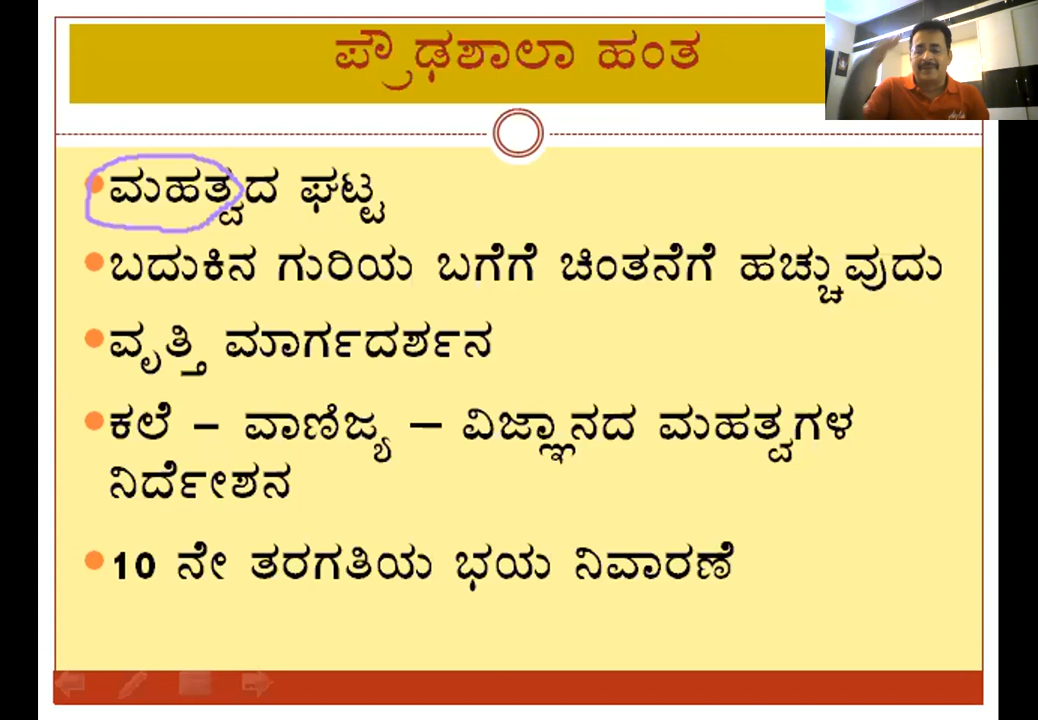 ಪ್ರೌಢಶಾಲಾ ಹಂತ
ಮಹತ್ವದ ಘಟ್ಟ
ಬದುಕಿನ ಗುರಿಯ ಬಗೆಗೆ ಚಿಂತನೆಗೆ ಹಚ್ಚುವುದು
ವೃತ್ತಿ ಮಾರ್ಗದರ್ಶನ
ಕಲೆ – ವಾಣಿಜ್ಯ – ವಿಜ್ಞಾನದ ಮಹತ್ವಗಳ
ನಿರ್ದೇಶನ
10 ನೇ ತರಗತಿಯ ಭಯ ನಿವಾರಣೆ